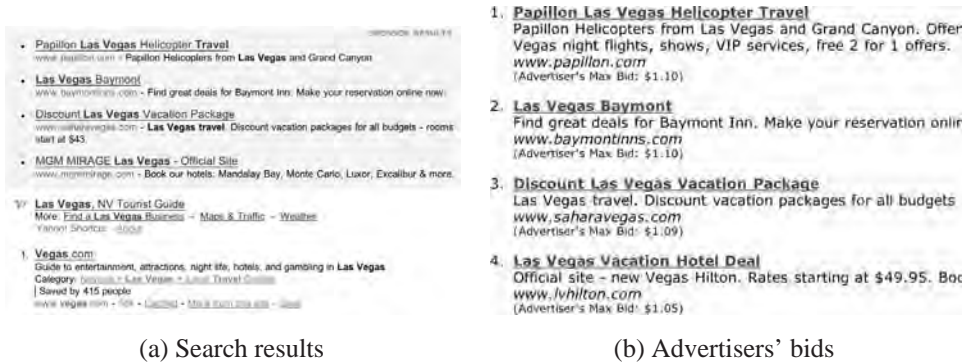 SPONSOR RESULTS
• Papillon Las Vegas Helicopter Travel
www.papillon.com - Papillon Helicopters from Las Vegas and Grand Canyon
• Las Vegas Baymont
www.baymontinns.com - Find great deals for Baymont Inn. Make your reservation online now.
• Discount Las Vegas Vacation Package
www.saharavegas.com - Las Vegas travel. Discount vacation packages for all budgets - rooms
start at $43.
• MGM MIRAGE Las Vegas - Official Site
www.mgmmirage.com - Book our hotels: Mandalay Bay, Monte Carlo, Luxor, Excalibur & more.
Las Vegas, NV Tourist Guide
More: Find a Las Vegas Business - Maps & Traffic - Weather
Yahoo! Shortcut - About
1. Vegas.com
Guide to entertainment, attractions, night life, hotels, and gambling in Las Vegas
Category: Las Vegas Travel Guides
Saved by 415 people
www.vegas.com - 50k - Cached - More from this site - Save
(a) Search results
1. Papillon Las Vegas Helicopter Travel
Papillon Helicopters from Las Vegas and Grand Canyon. Offer
Vegas night flights, shows, VIP services, free 2 for 1 offers.
www.papillon.com
(Advertiser's Max Bid: $1.10)
2. Las Vegas Baymont
Find great deals for Baymont Inn. Make your reservation onlin
www.baymontinns.com
(Advertiser's Max Bid: $1.10)
3. Discount Las Vegas Vacation Package
Las Vegas travel. Discount vacation packages for all budgets
www.saharavegas.com
(Advertiser's Max Bid: $1.09)
4. Las Vegas Vacation Hotel Deal
Official site - new Vegas Hilton. Rates starting at $49.95. Boo
www.lvhilton.com
(Advertiser's Max Bid: $1.05)
(b) Advertisers' bids